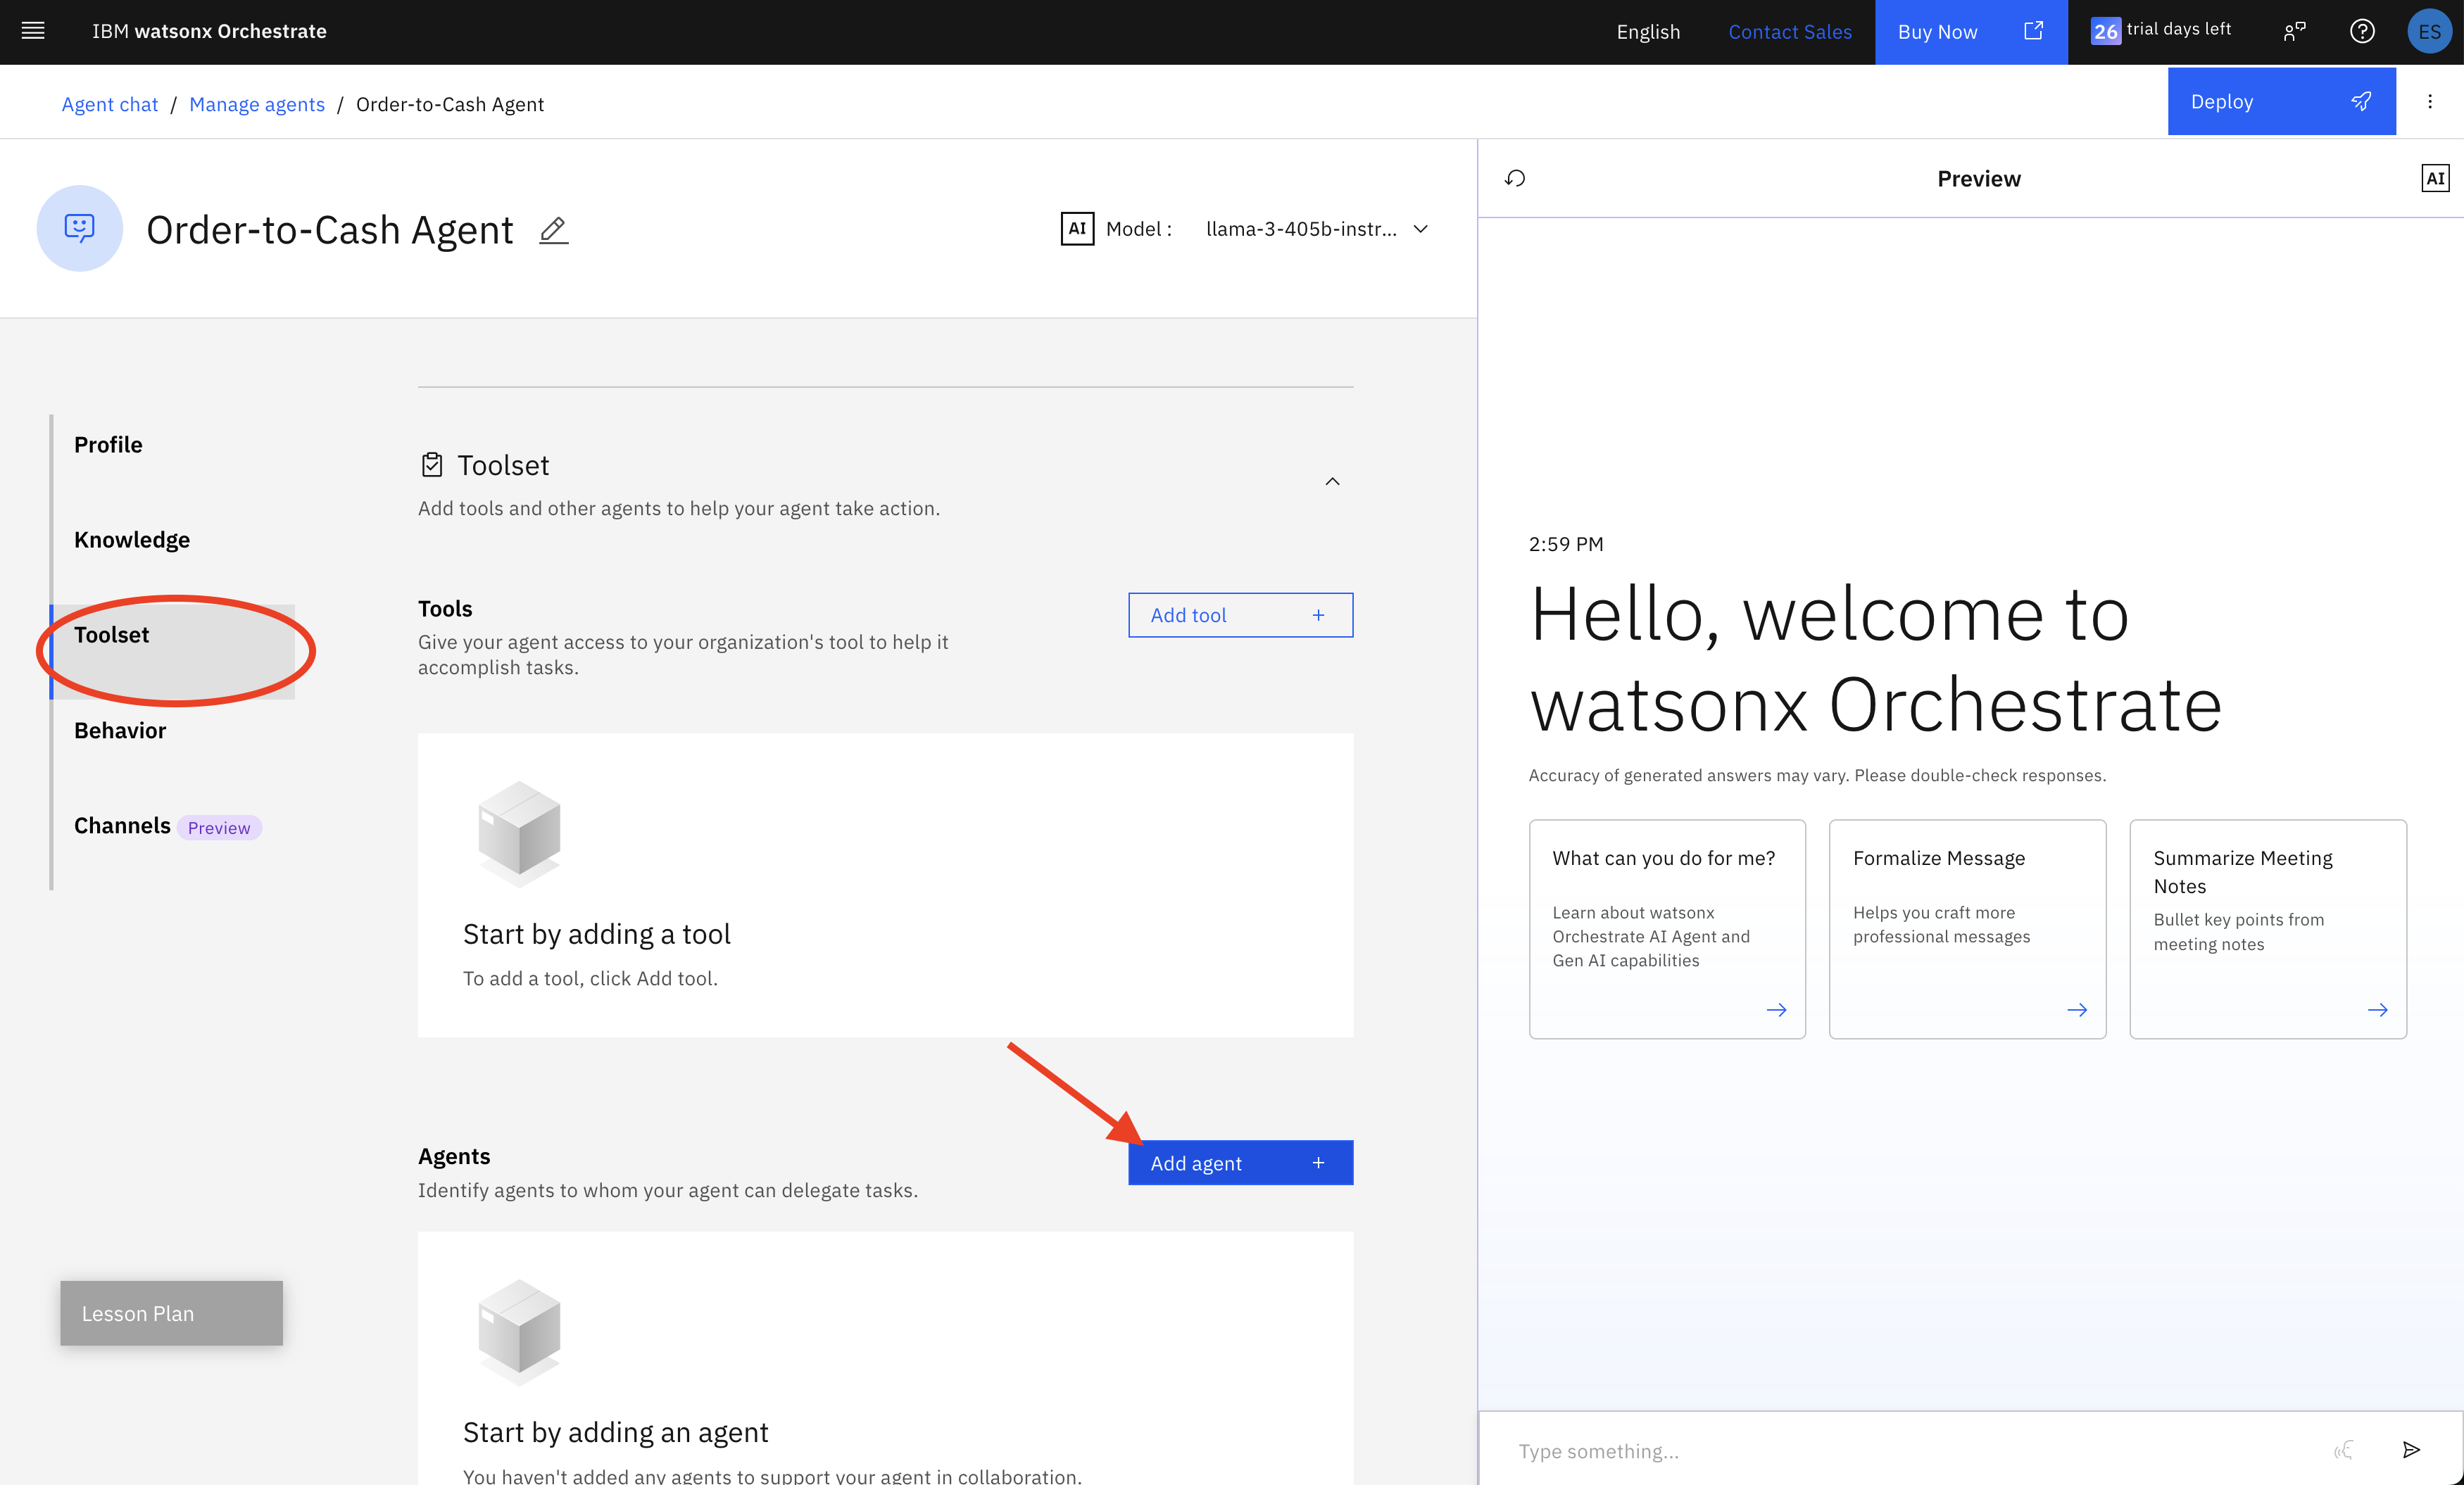 IBM watsonx Orchestrate
English
Contact Sales
Buy Now
26 trial days left
ES
Agent chat / Manage agents / Order-to-Cash Agent
Deploy
Order-to-Cash Agent
AI Model : llama-3-405b-instr...
Profile
Knowledge
Toolset
Behavior
Channels Preview
Lesson Plan
Toolset
Add tools and other agents to help your agent take action.
Tools
Give your agent access to your organization's tool to help it
accomplish tasks.
Add tool +
Start by adding a tool
To add a tool, click Add tool.
Agents
Identify agents to whom your agent can delegate tasks.
Add agent +
Start by adding an agent
You haven't added any agents to support your agent in collaboration.
Preview
AI
2:59 PM
Hello, welcome to
watsonx Orchestrate
Accuracy of generated answers may vary. Please double-check responses.
What can you do for me?
Learn about watsonx
Orchestrate AI Agent and
Gen AI capabilities
Formalize Message
Helps you craft more
professional messages
Summarize Meeting
Notes
Bullet key points from
meeting notes
Type something...